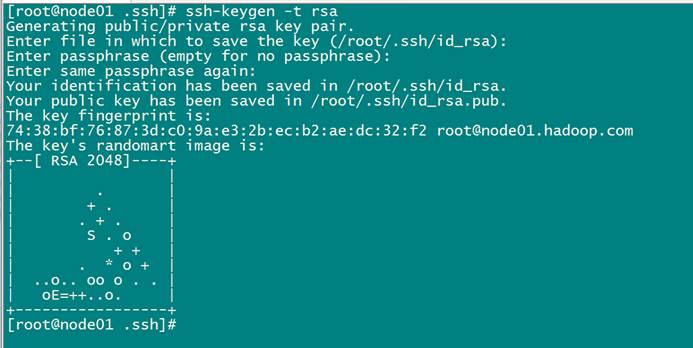 [root@node01 .ssh]# ssh-keygen -t rsa
Generating public/private rsa key pair.
Enter file in which to save the key (/root/.ssh/id_rsa):
Enter passphrase (empty for no passphrase):
Enter same passphrase again:
Your identification has been saved in /root/.ssh/id_rsa.
Your public key has been saved in /root/.ssh/id_rsa.pub.
The key fingerprint is:
74:38:bf:76:87:3d:c0:9a:e3:2b:ec:b2:ae:dc:32:f2 root@node01.hadoop.com
The key's randomart image is:
+--[ RSA 2048]----+
|                 |
|         .       |
|        + .      |
|       . + .     |
|        S . o    |
|           + +   |
|       .  * o +  |
|  ..o.. oo o . . |
|   oE=++..o.     |
+-----------------+
[root@node01 .ssh]#